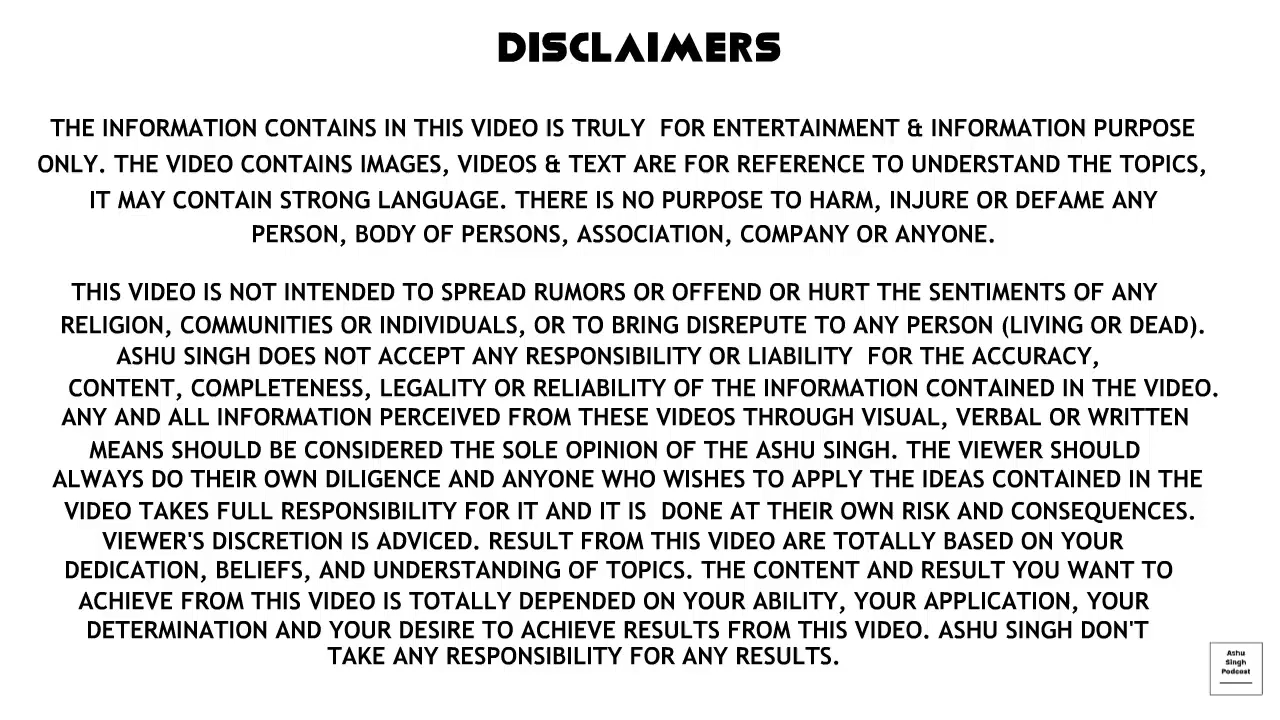 DISCLAIMERS
THE INFORMATION CONTAINS IN THIS VIDEO IS TRULY FOR ENTERTAINMENT & INFORMATION PURPOSE
ONLY. THE VIDEO CONTAINS IMAGES, VIDEOS & TEXT ARE FOR REFERENCE TO UNDERSTAND THE TOPICS,
IT MAY CONTAIN STRONG LANGUAGE. THERE IS NO PURPOSE TO HARM, INJURE OR DEFAME ANY
PERSON, BODY OF PERSONS, ASSOCIATION, COMPANY OR ANYONE.
THIS VIDEO IS NOT INTENDED TO SPREAD RUMORS OR OFFEND OR HURT THE SENTIMENTS OF ANY
RELIGION, COMMUNITIES OR INDIVIDUALS, OR TO BRING DISREPUTE TO ANY PERSON (LIVING OR DEAD).
ASHU SINGH DOES NOT ACCEPT ANY RESPONSIBILITY OR LIABILITY FOR THE ACCURACY,
CONTENT, COMPLETENESS, LEGALITY OR RELIABILITY OF THE INFORMATION CONTAINED IN THE VIDEO.
ANY AND ALL INFORMATION PERCEIVED FROM THESE VIDEOS THROUGH VISUAL, VERBAL OR WRITTEN
MEANS SHOULD BE CONSIDERED THE SOLE OPINION OF THE ASHU SINGH. THE VIEWER SHOULD
ALWAYS DO THEIR OWN DILIGENCE AND ANYONE WHO WISHES TO APPLY THE IDEAS CONTAINED IN THE
VIDEO TAKES FULL RESPONSIBILITY FOR IT AND IT IS DONE AT THEIR OWN RISK AND CONSEQUENCES.
VIEWER'S DISCRETION IS ADVICED. RESULT FROM THIS VIDEO ARE TOTALLY BASED ON YOUR
DEDICATION, BELIEFS, AND UNDERSTANDING OF TOPICS. THE CONTENT AND RESULT YOU WANT TO
ACHIEVE FROM THIS VIDEO IS TOTALLY DEPENDED ON YOUR ABILITY, YOUR APPLICATION, YOUR
DETERMINATION AND YOUR DESIRE TO ACHIEVE RESULTS FROM THIS VIDEO. ASHU SINGH DON'T
TAKE ANY RESPONSIBILITY FOR ANY RESULTS.
Ashu
Singh
Podcast